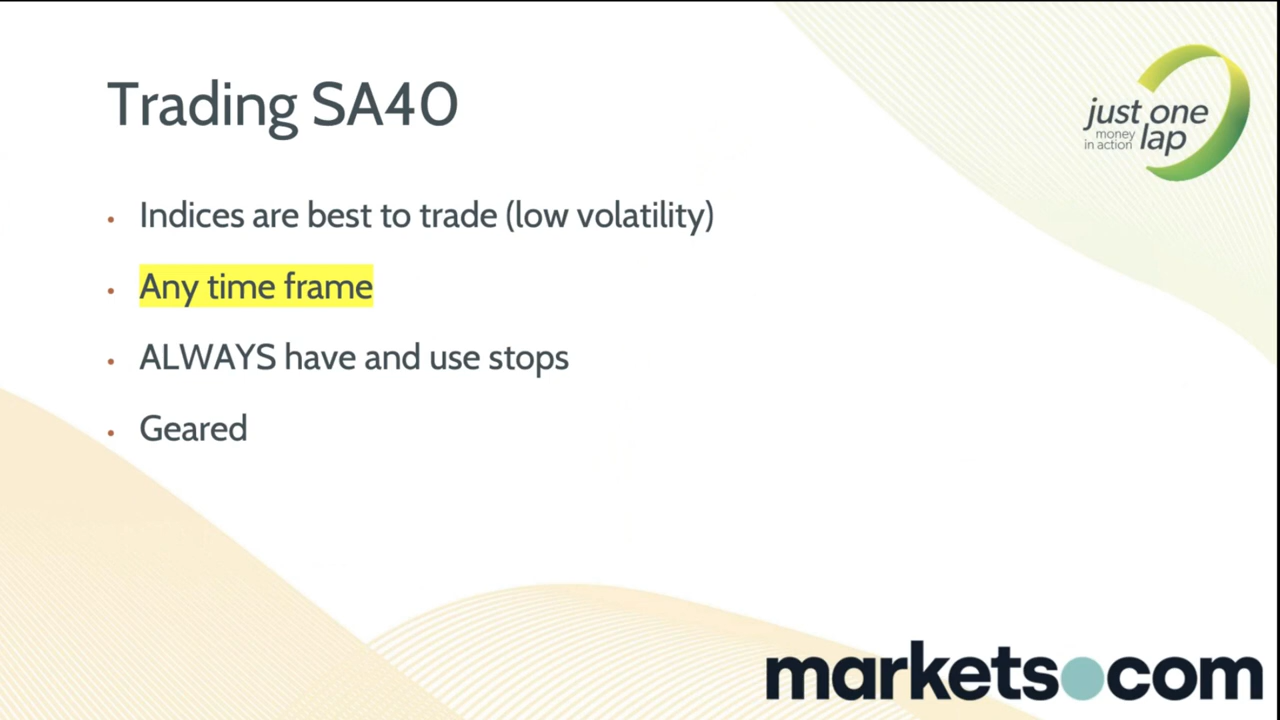 Trading SA40
just one
money
in action lap
• Indices are best to trade (low volatility)
• Any time frame
• ALWAYS have and use stops
• Geared
markets.com